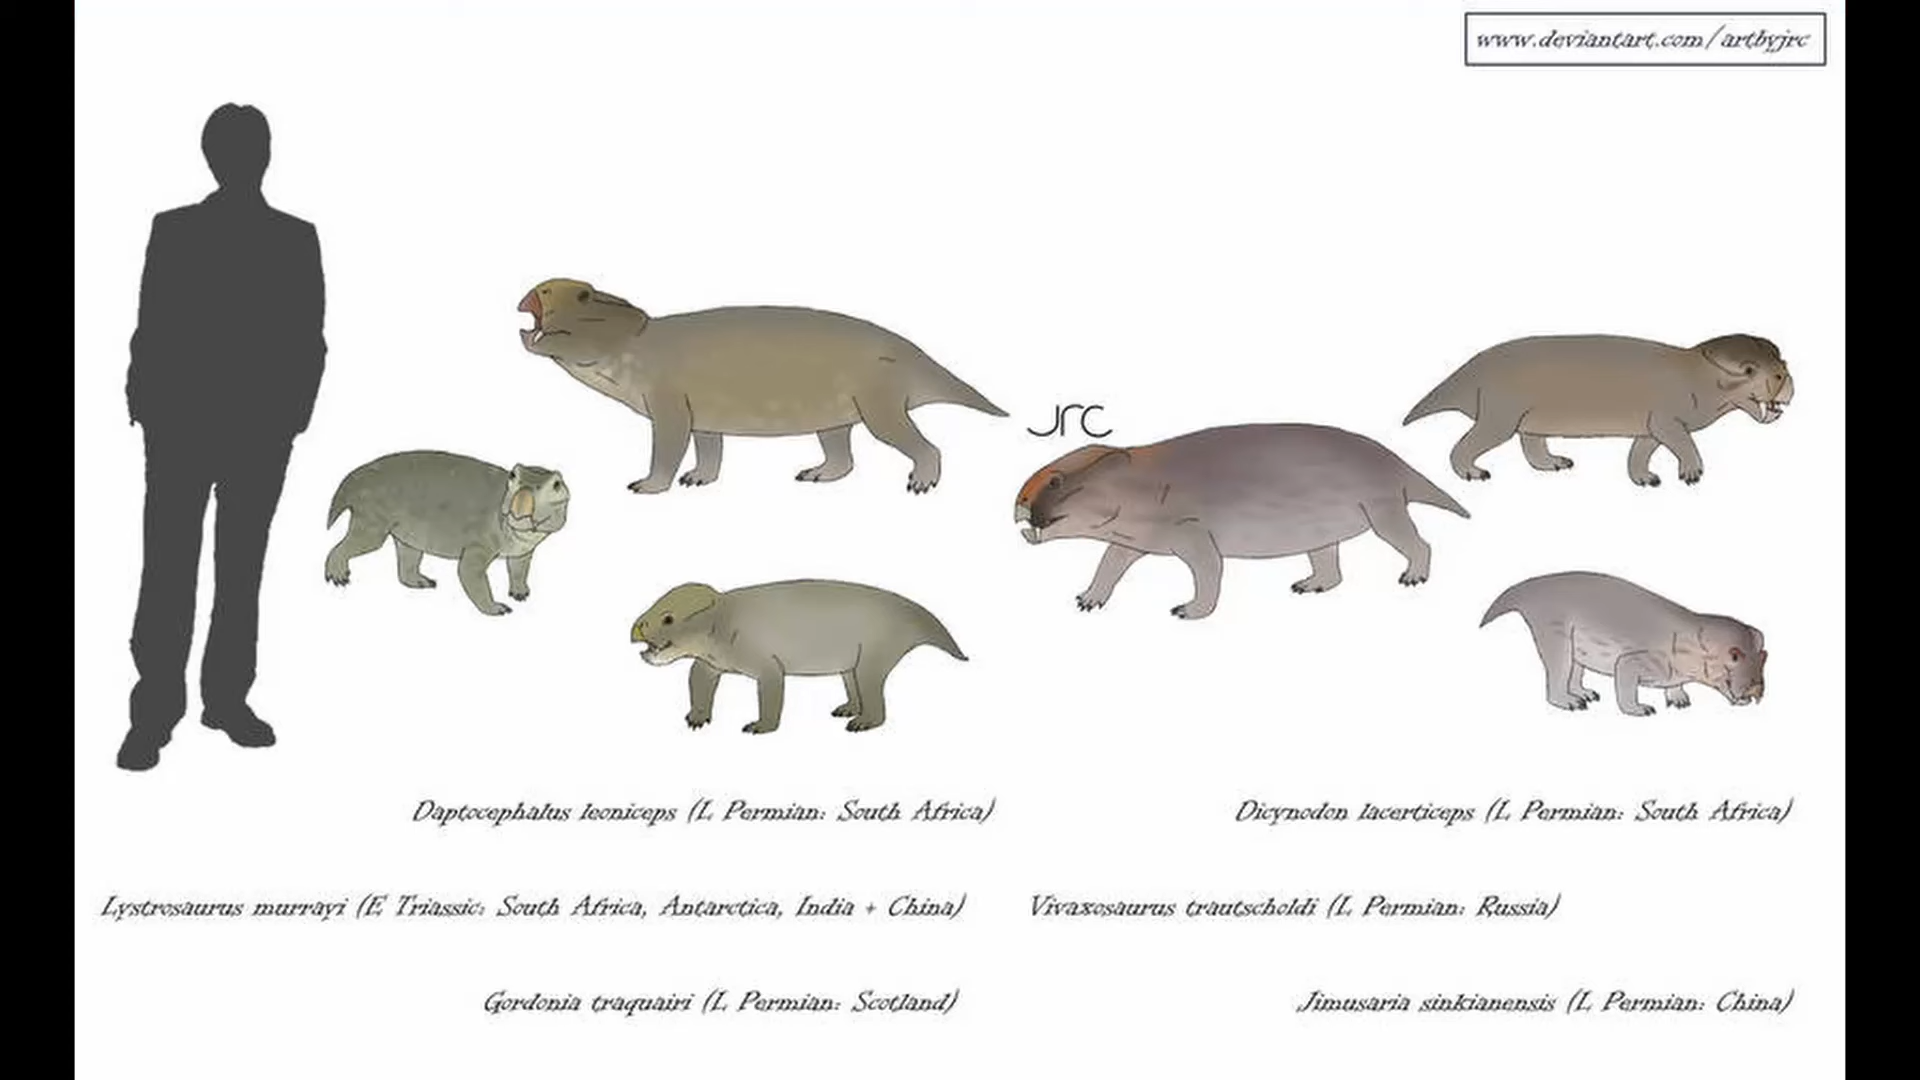 www.deviantart.com/artbyjrc
JrC
Daptocephalus leoniceps (L Permian: South Africa)
Dicynodon lacerticeps (L Permian: South Africa)
Lystrosaurus murrayi (E Triassic: South Africa, Antarctica, India + China)
Vivaxosaurus trautscholdi (L Permian: Russia)
Gordonia traquairi (L Permian: Scotland)
Jimusaria sinkianensis (L Permian: China)